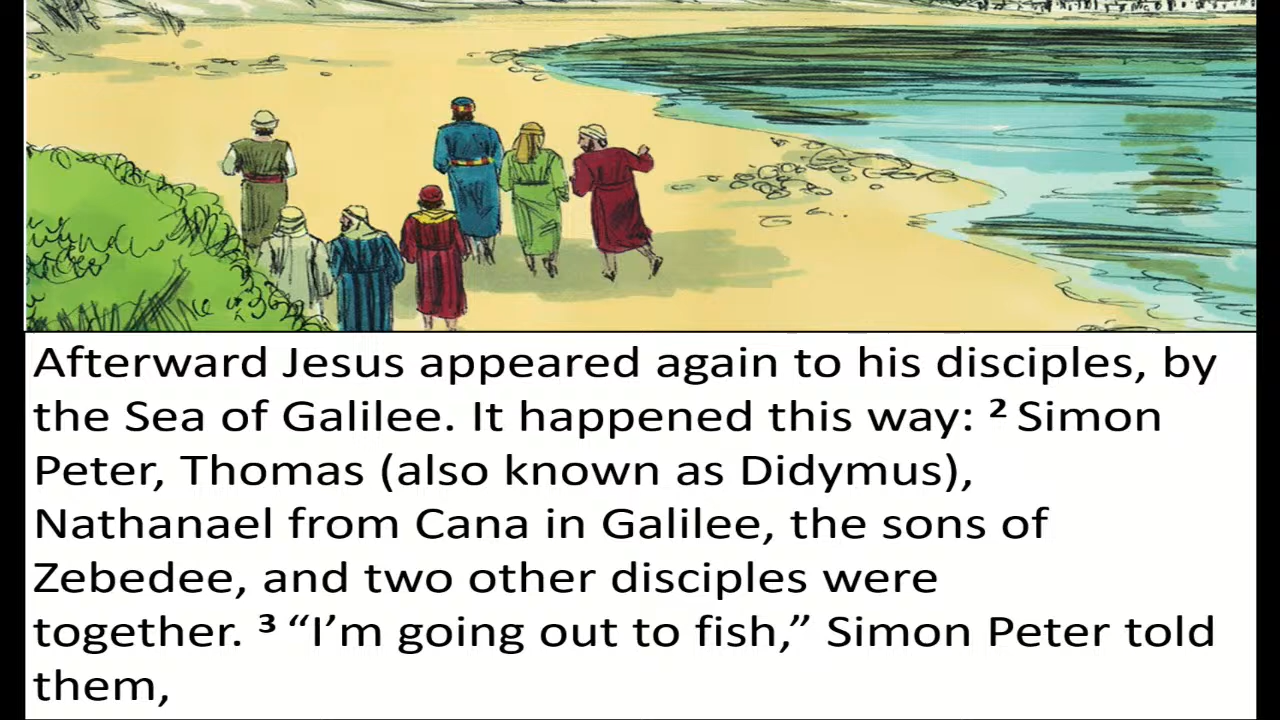 Afterward Jesus appeared again to his disciples, by
the Sea of Galilee. It happened this way: ² Simon
Peter, Thomas (also known as Didymus),
Nathanael from Cana in Galilee, the sons of
Zebedee, and two other disciples were
together. ³ “I’m going out to fish,” Simon Peter told
them,